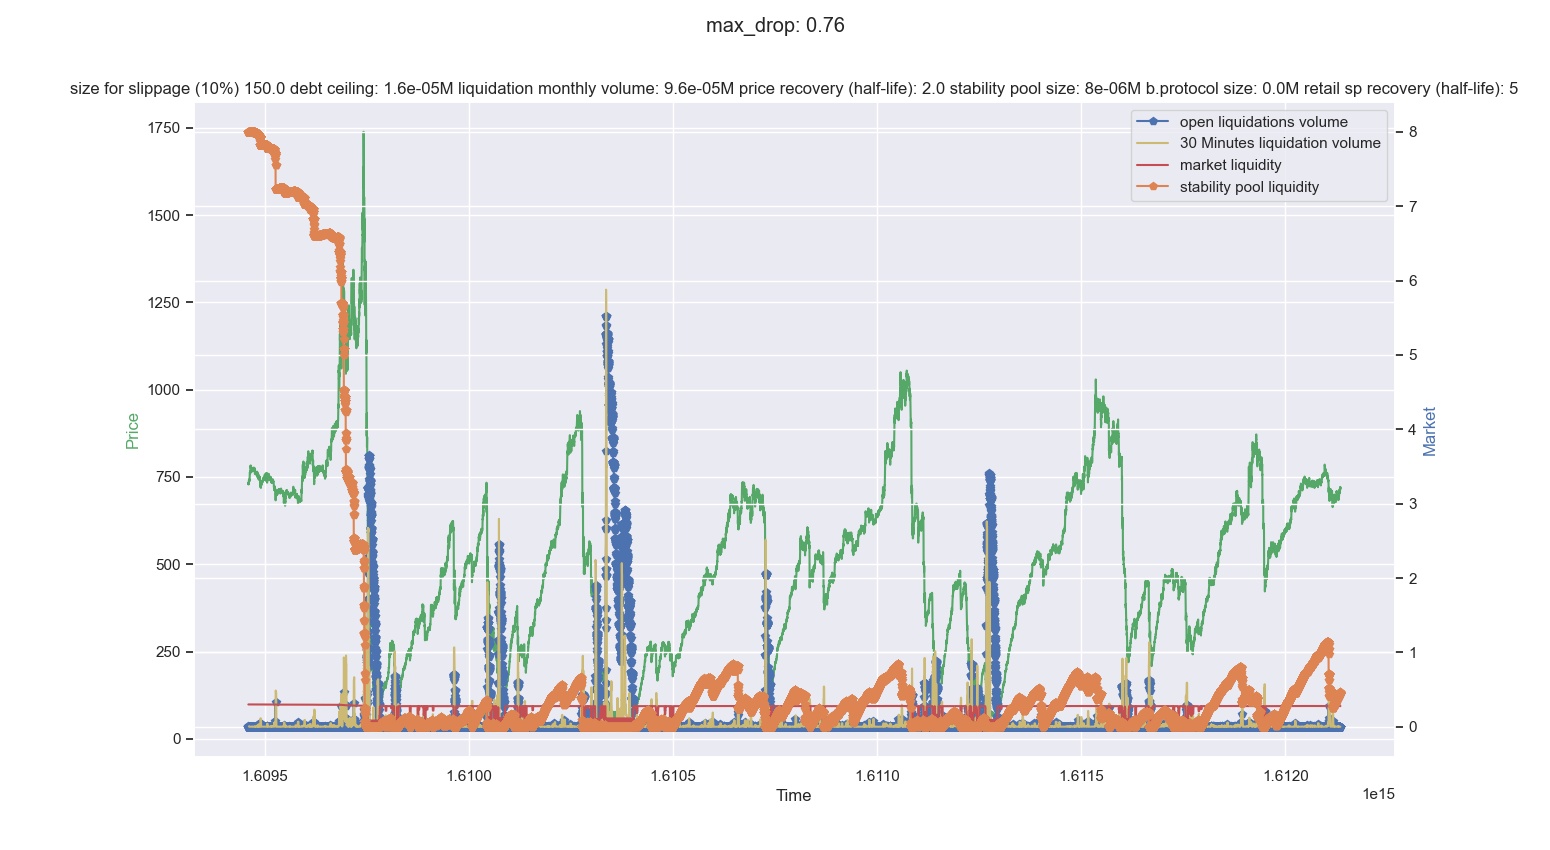 max_drop: 0.76
size for slippage (10%) 150.0 debt ceiling: 1.6e-05M liquidation monthly volume: 9.6e-05M price recovery (half-life): 2.0 stability pool size: 8e-06M b.protocol size: 0.0M retail sp recovery (half-life): 5
open liquidations volume
30 Minutes liquidation volume
market liquidity
stability pool liquidity
1750
1500
1250
1000
750
500
250
0
Price
8
7
6
5
4
3
2
1
0
Market
1.6095
1.6100
1.6105
1.6110
1.6115
1.6120
1e15
Time